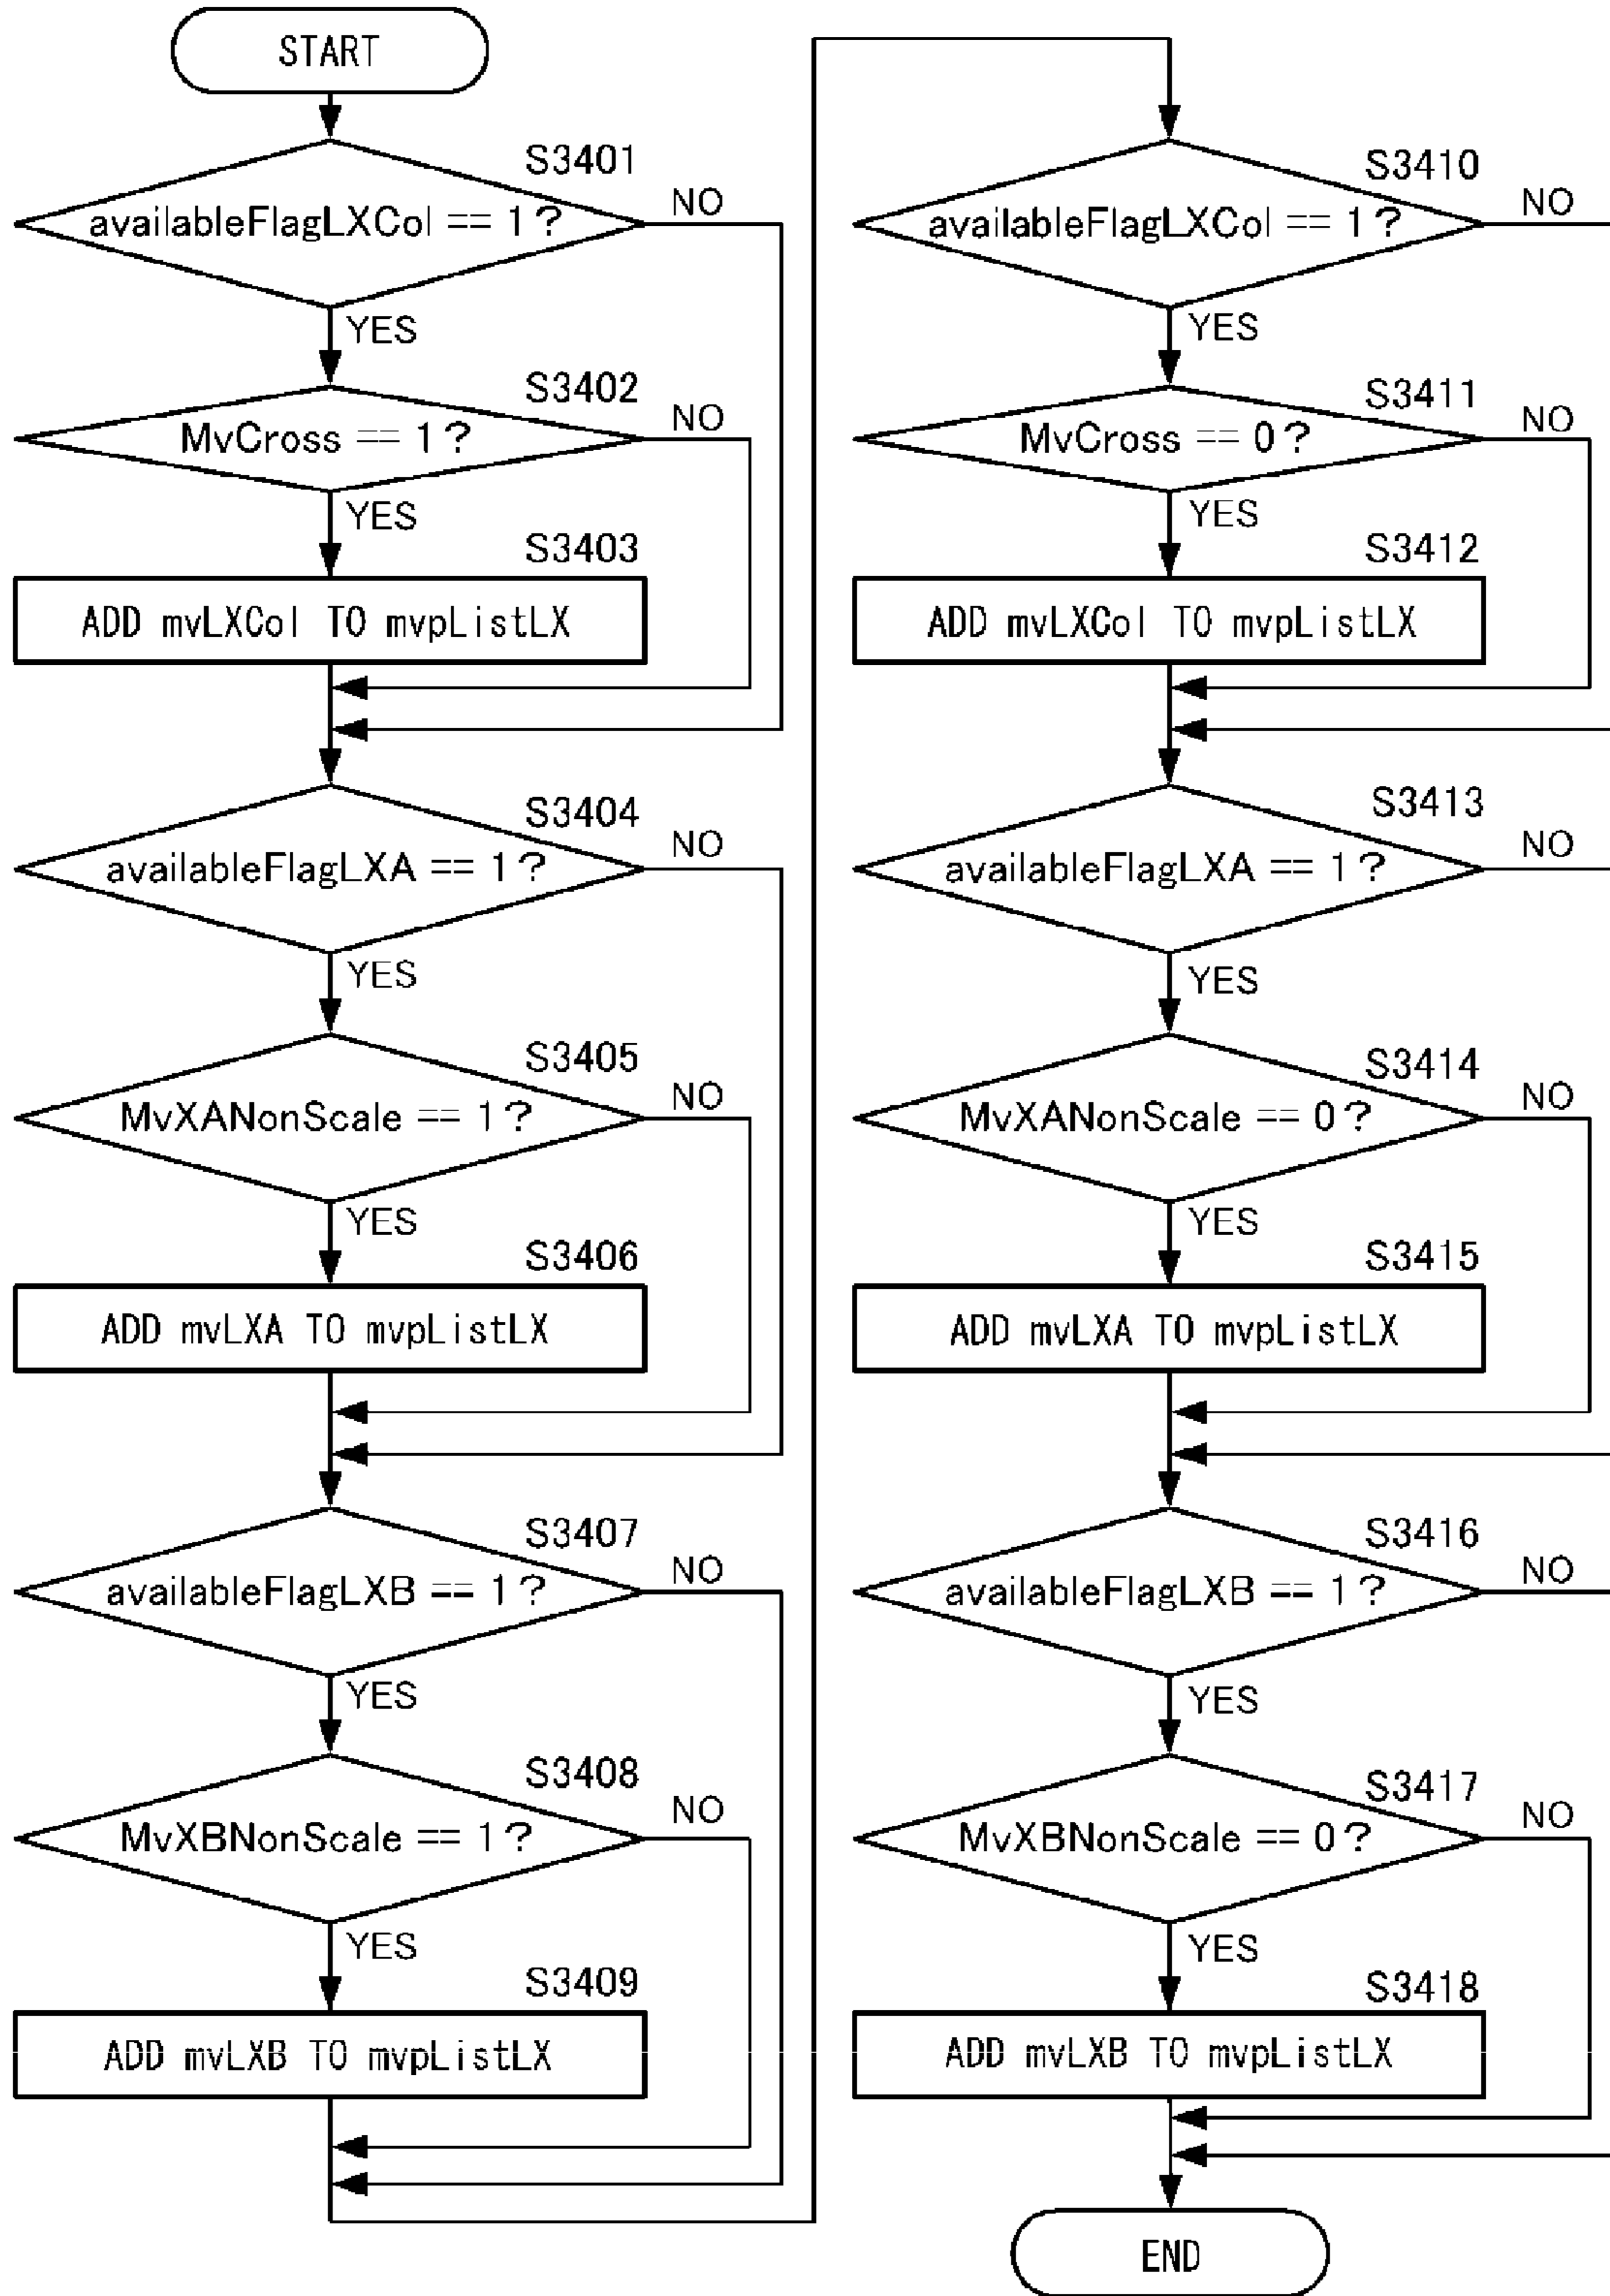 START
S3401
availableFlagLXCol == 1?
NO
YES
S3402
MvCross == 1?
NO
YES
S3403
ADD mvLXCol TO mvpListLX
S3404
availableFlagLXA == 1?
NO
YES
S3405
MvXANonScale == 1?
NO
YES
S3406
ADD mvLXA TO mvpListLX
S3407
availableFlagLXB == 1?
NO
YES
S3408
MvXBNonScale == 1?
NO
YES
S3409
ADD mvLXB TO mvpListLX
S3410
availableFlagLXCol == 1?
NO
YES
S3411
MvCross == 0?
NO
YES
S3412
ADD mvLXCol TO mvpListLX
S3413
availableFlagLXA == 1?
NO
YES
S3414
MvXANonScale == 0?
NO
YES
S3415
ADD mvLXA TO mvpListLX
S3416
availableFlagLXB == 1?
NO
YES
S3417
MvXBNonScale == 0?
NO
YES
S3418
ADD mvLXB TO mvpListLX
END